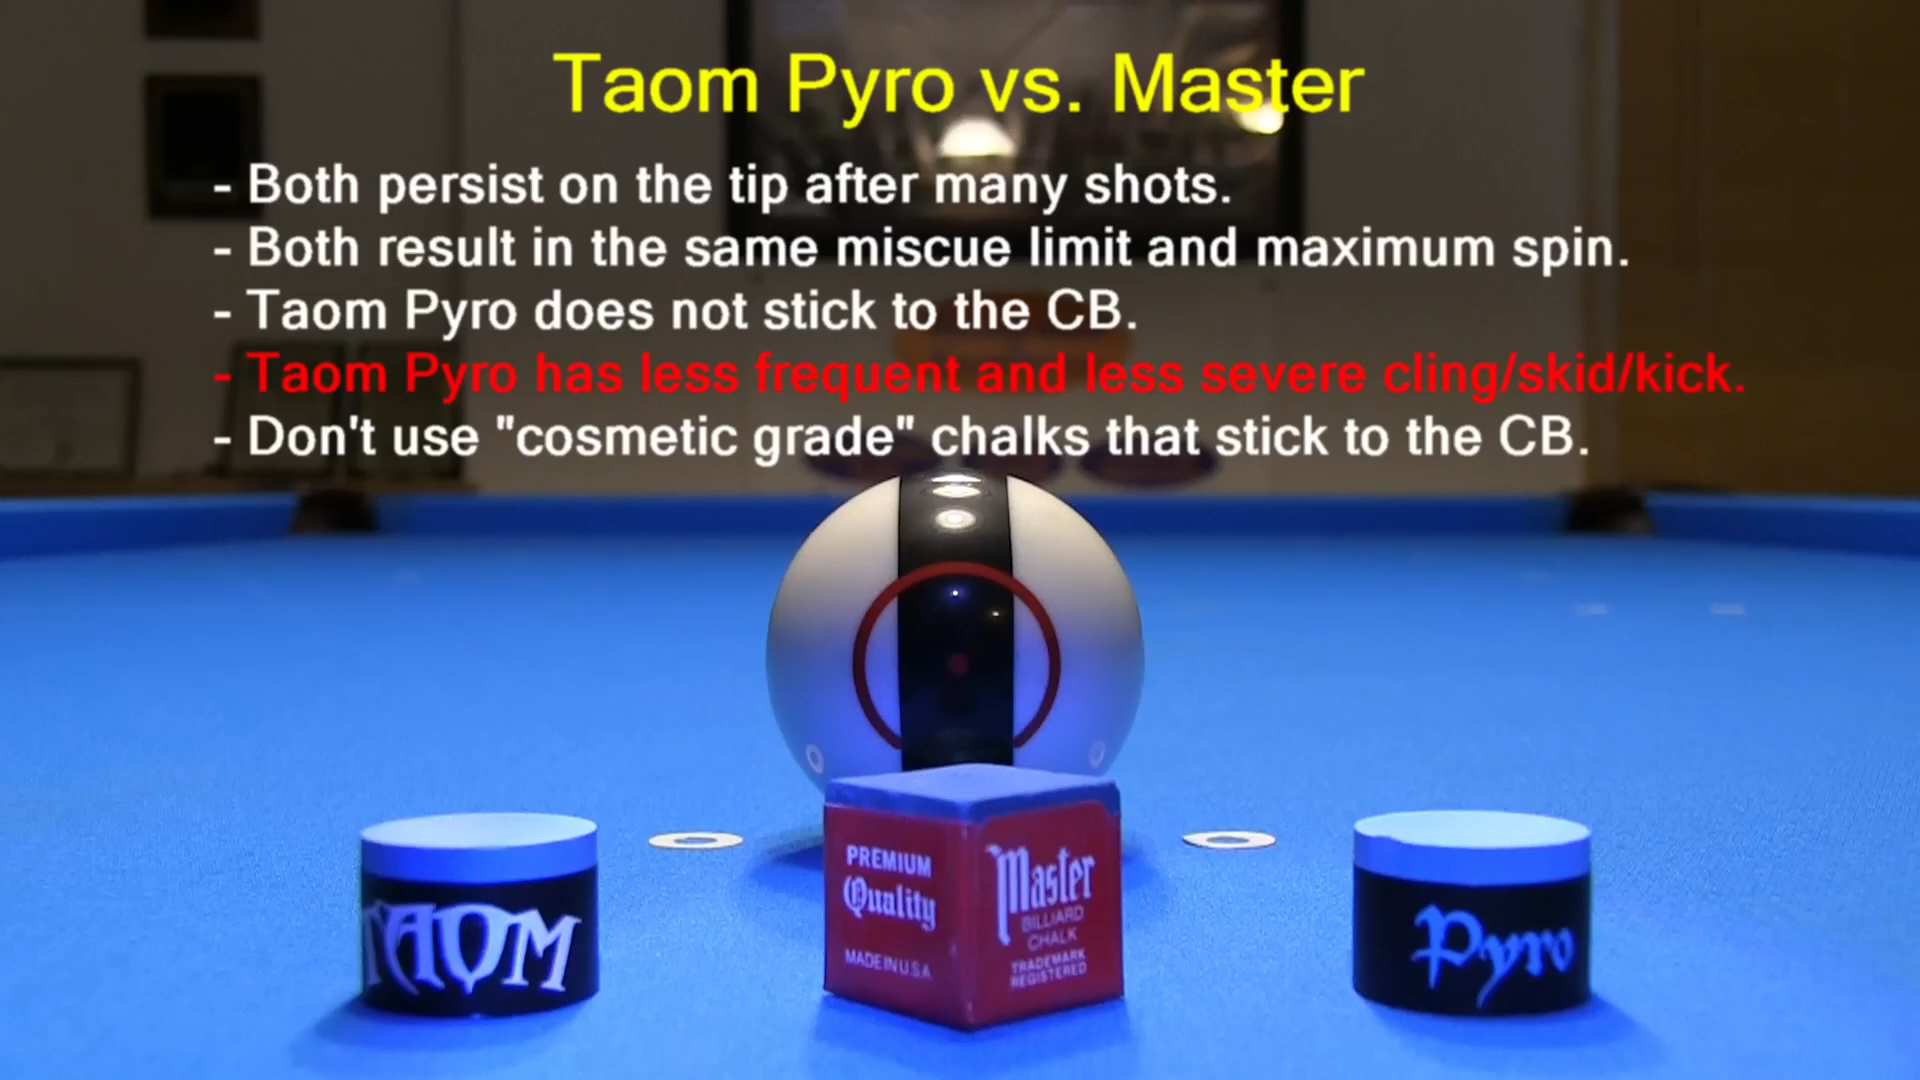 Taom Pyro vs. Master
- Both persist on the tip after many shots.
- Both result in the same miscue limit and maximum spin.
- Taom Pyro does not stick to the CB.
- Taom Pyro has less frequent and less severe cling/skid/kick.
- Don't use "cosmetic grade" chalks that stick to the CB.
TAOM
PREMIUM
Quality
MADE IN U.S.A
Master
BILLIARD
CHALK
TRADEMARK
REGISTERED
Pyro